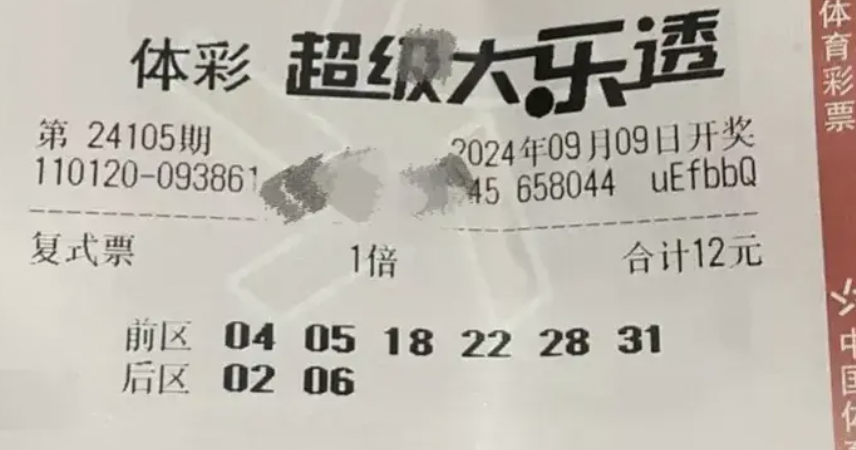 体彩 超级大乐透
第 24105期 2024年09月09日开奖
110120-093861 45 658044 uEfbbQ
复式票 1倍 合计12元
前区 04 05 18 22 28 31
后区 02 06
体育彩票
中国体